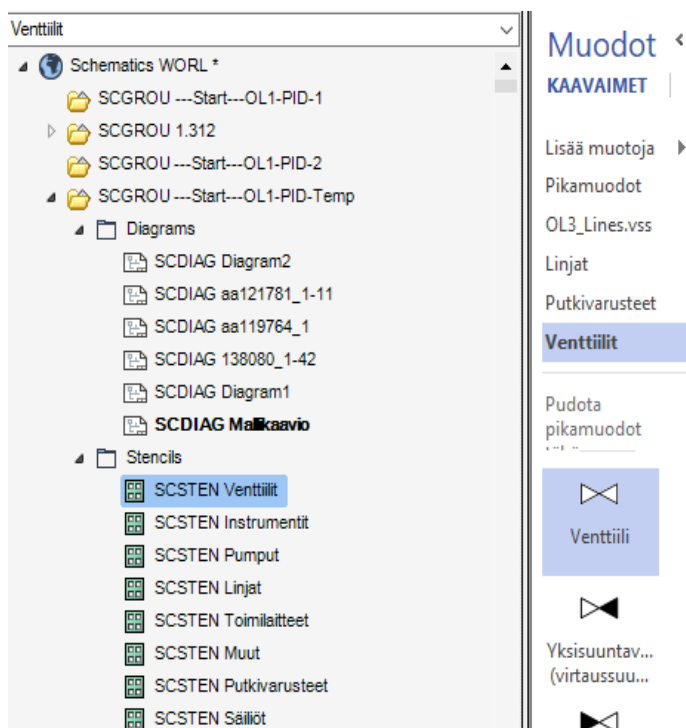 Venttiilit
Schematics WORL *
SCGROU ---Start---OL1-PID-1
SCGROU 1.312
SCGROU ---Start---OL1-PID-2
SCGROU ---Start---OL1-PID-Temp
Diagrams
SCDIAG Diagram2
SCDIAG aa121781_1-11
SCDIAG aa119764_1
SCDIAG 138080_1-42
SCDIAG Diagram1
SCDIAG Mallikaavio
Stencils
SCSTEN Venttiilit
SCSTEN Instrumentit
SCSTEN Pumput
SCSTEN Linjat
SCSTEN Toimilaitteet
SCSTEN Muut
SCSTEN Putkivarusteet
SCSTEN Säiliöt
Muodot
KAAVAIMET
Lisää muotoja
Pikamuodot
OL3_Lines.vss
Linjat
Putkivarusteet
Venttiilit
Pudota
pikamuodot
Venttiili
Yksisuuntav...
(virtaussuu...